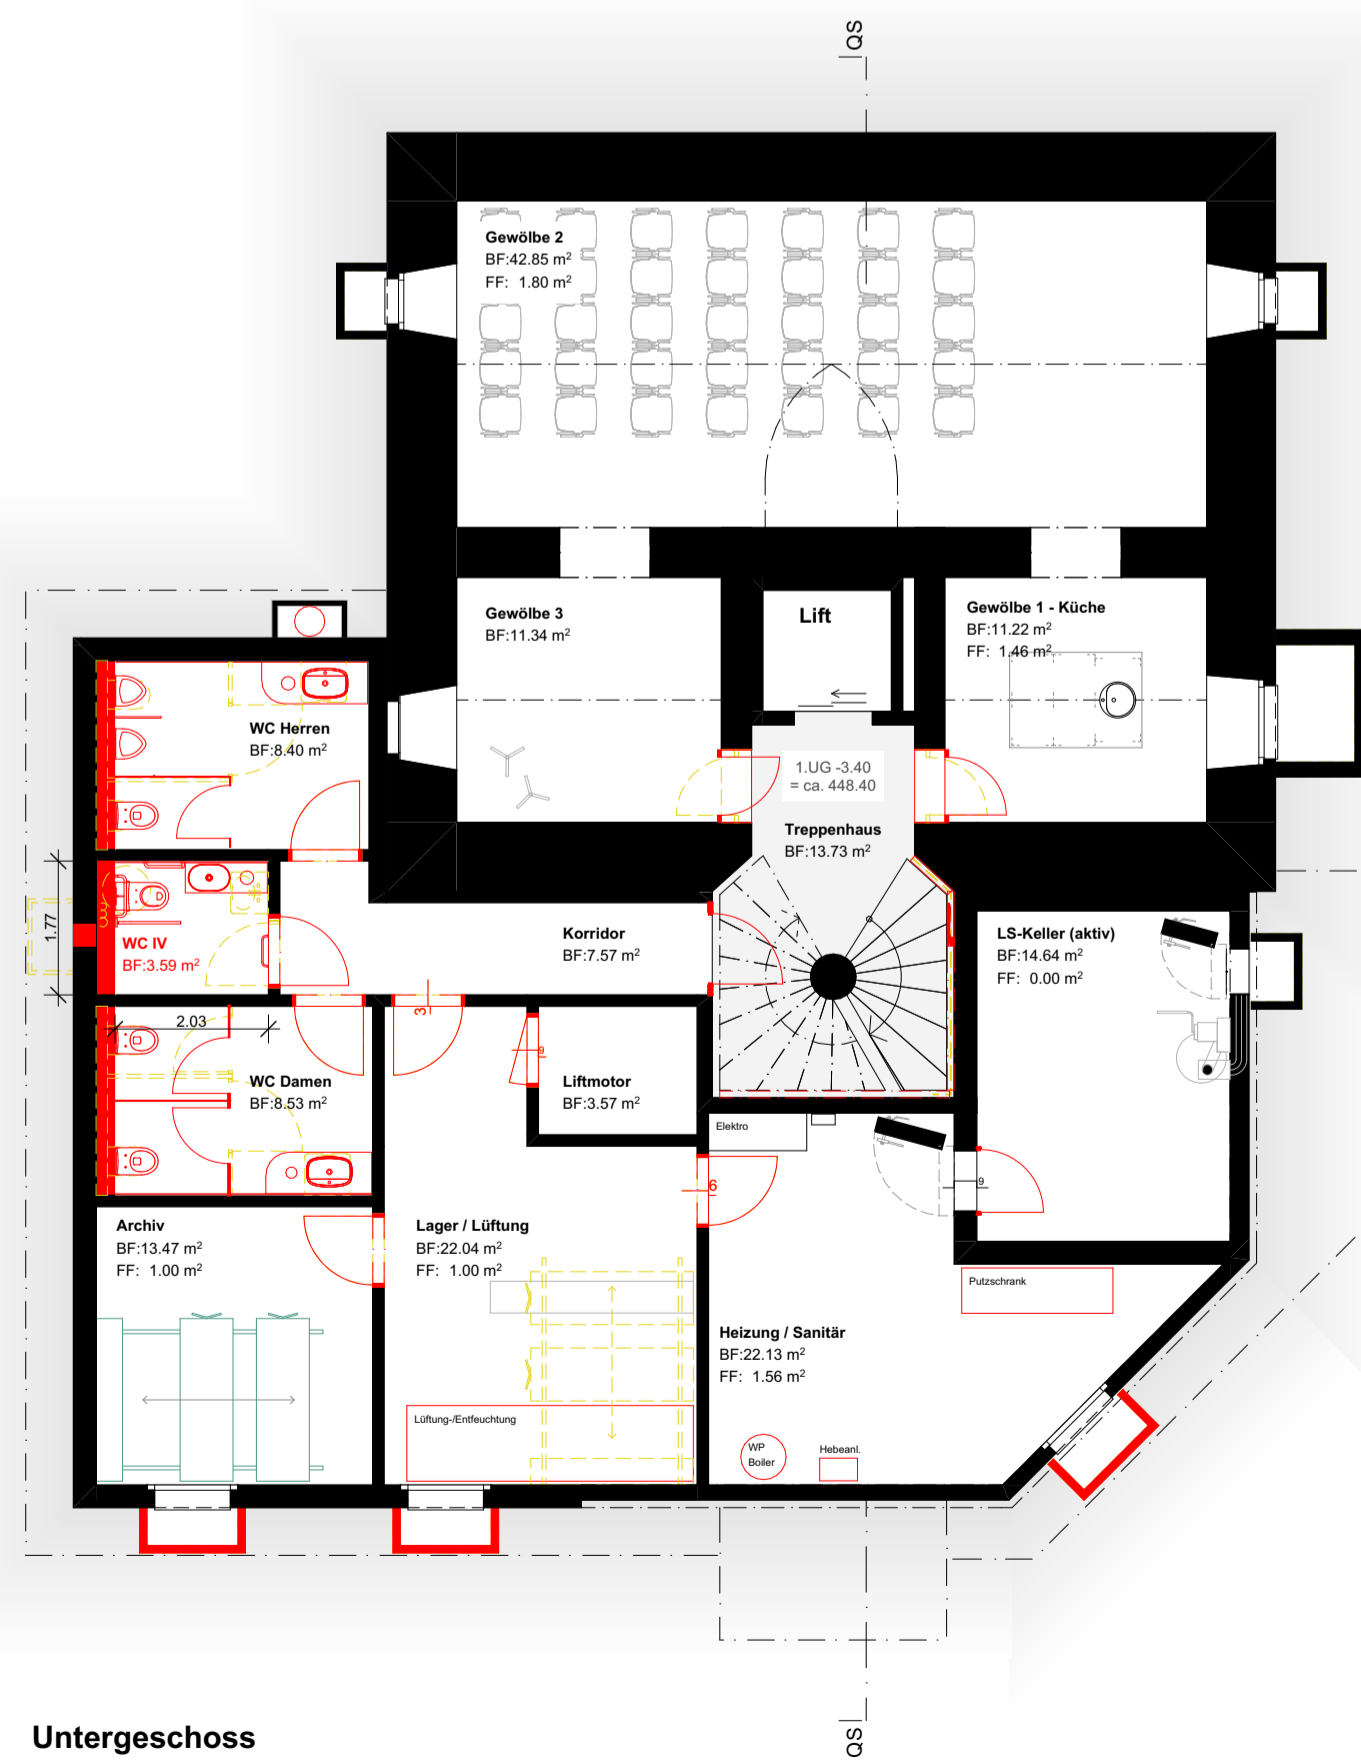 QS
Gewölbe 2
BF:42.85 m²
FF: 1.80 m²
Gewölbe 3
BF:11.34 m²
Lift
Gewölbe 1 - Küche
BF:11.22 m²
FF: 1.46 m²
WC Herren
BF:8.40 m²
1.UG -3.40
= ca. 448.40
Treppenhaus
BF:13.73 m²
1.77
WC IV
BF:3.59 m²
Korridor
BF:7.57 m²
LS-Keller (aktiv)
BF:14.64 m²
FF: 0.00 m²
3
2.03
9
WC Damen
BF:8.53 m²
Liftmotor
BF:3.57 m²
Elektro
6
9
Archiv
BF:13.47 m²
FF: 1.00 m²
Lager / Lüftung
BF:22.04 m²
FF: 1.00 m²
Putzschrank
Heizung / Sanitär
BF:22.13 m²
FF: 1.56 m²
Lüftung-/Entfeuchtung
WP
Boiler
Hebeanl.
QS
Untergeschoss